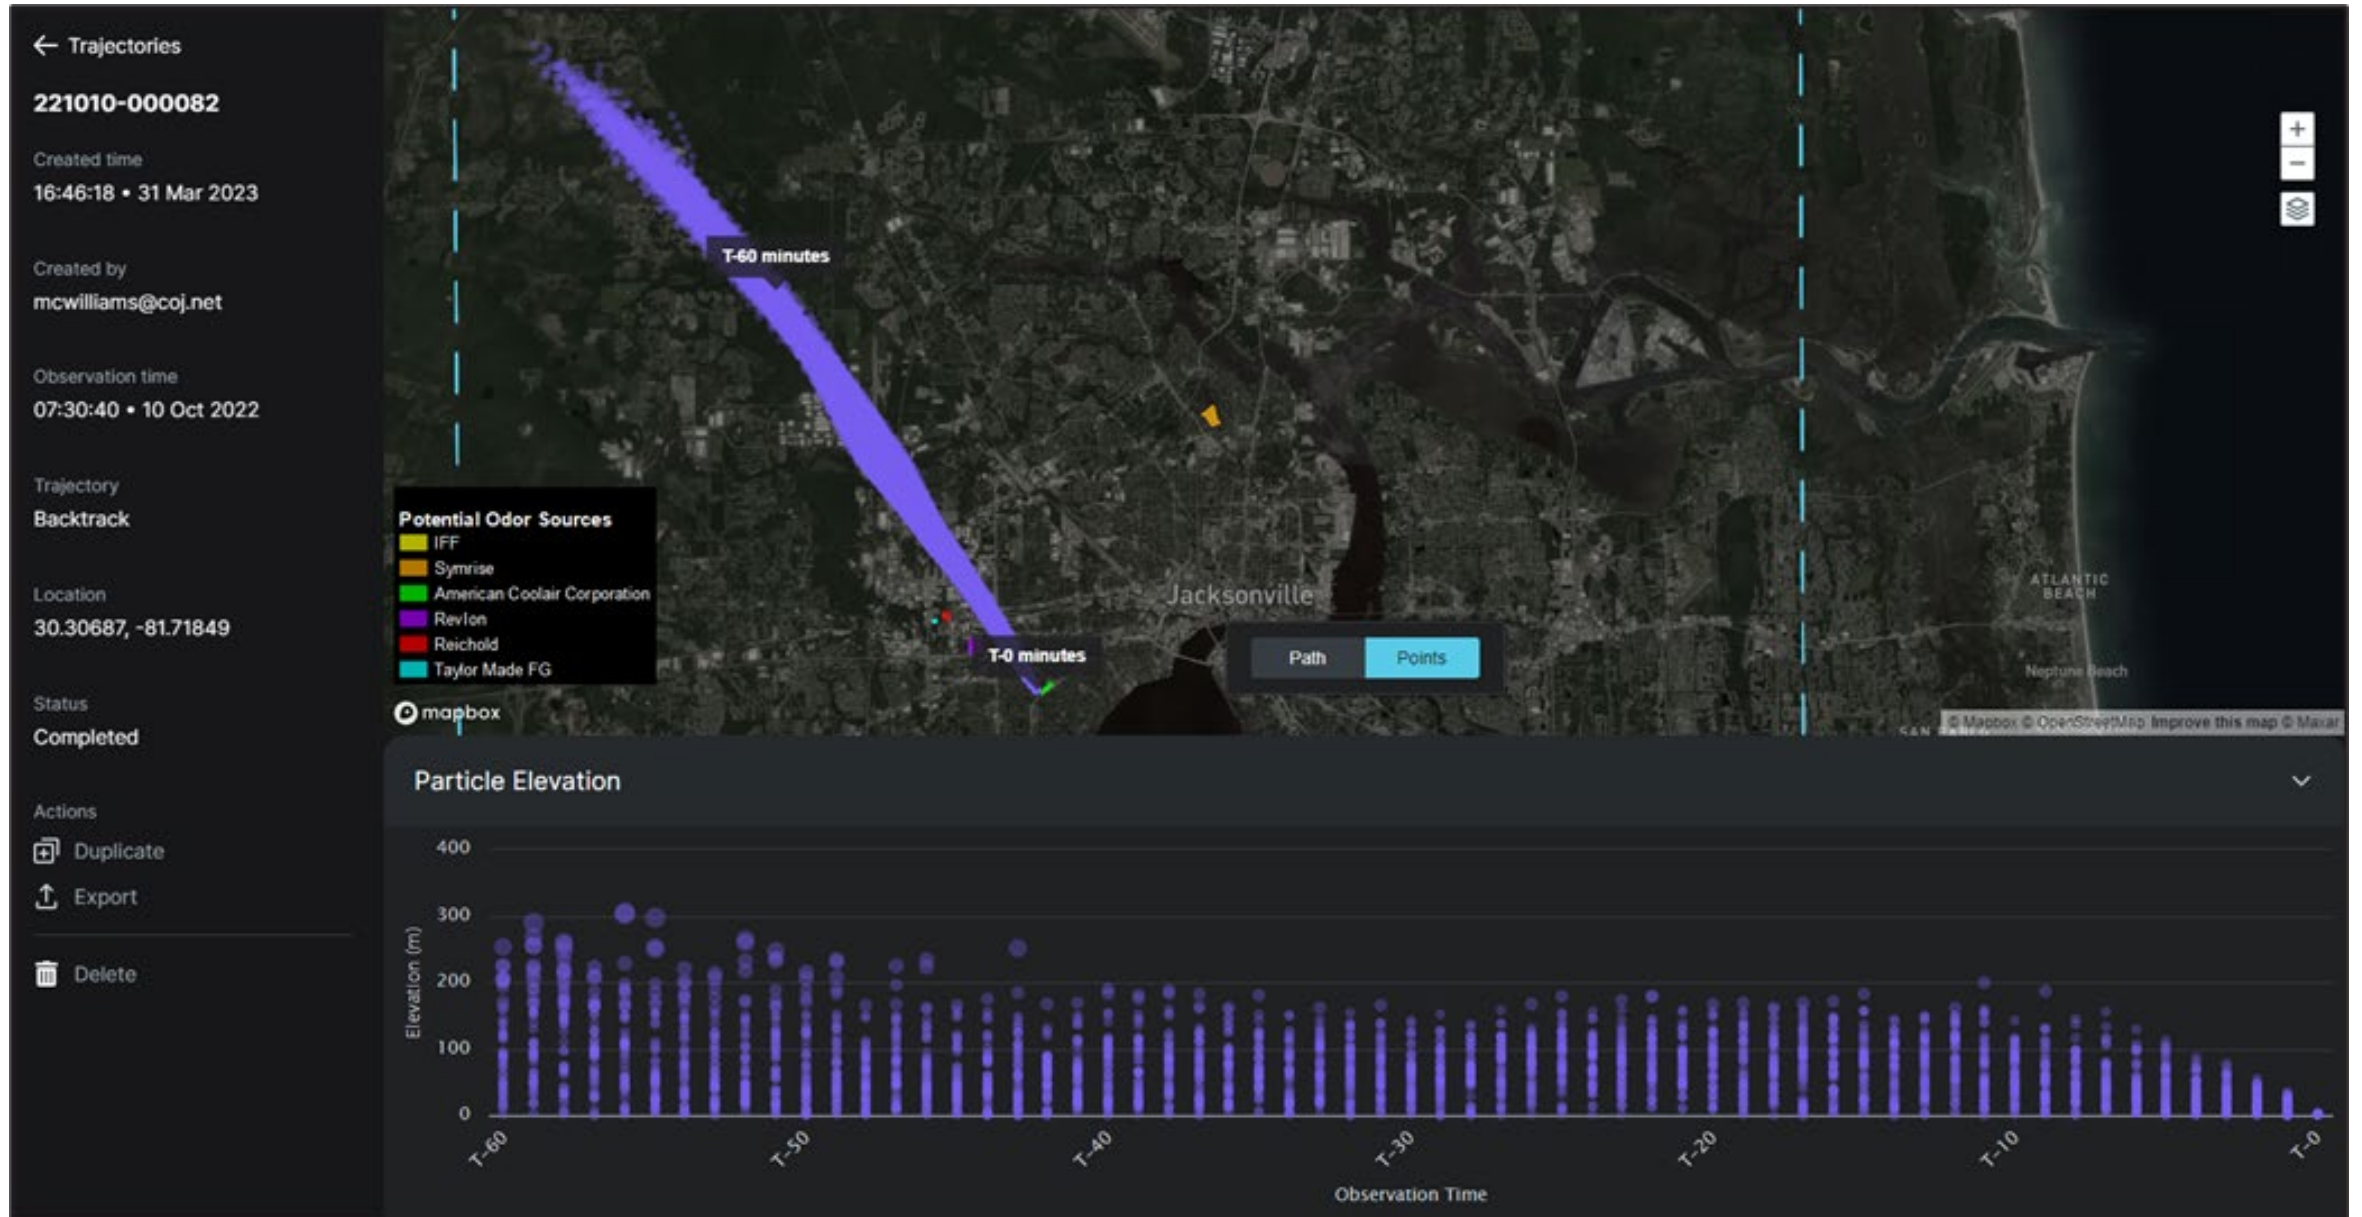 Trajectories
221010-000082
Created time
16:46:18 • 31 Mar 2023
Created by
mcwilliams@coj.net
Observation time
07:30:40 • 10 Oct 2022
Trajectory
Backtrack
Location
30.30687, -81.71849
Status
Completed
Actions
Duplicate
Export
Delete
T-60 minutes
Potential Odor Sources
IFF
Symrise
American Coolair Corporation
Revlon
Reichold
Taylor Made FG
mapbox
T-0 minutes
Jacksonville
Path
Points
ATLANTIC
BEACH
Neptune Beach
© Mapbox © OpenStreetMap Improve this map © Maxar
Particle Elevation
Elevation (m)
400
300
200
100
0
T-60
T-50
T-40
T-30
T-20
T-10
T-0
Observation Time